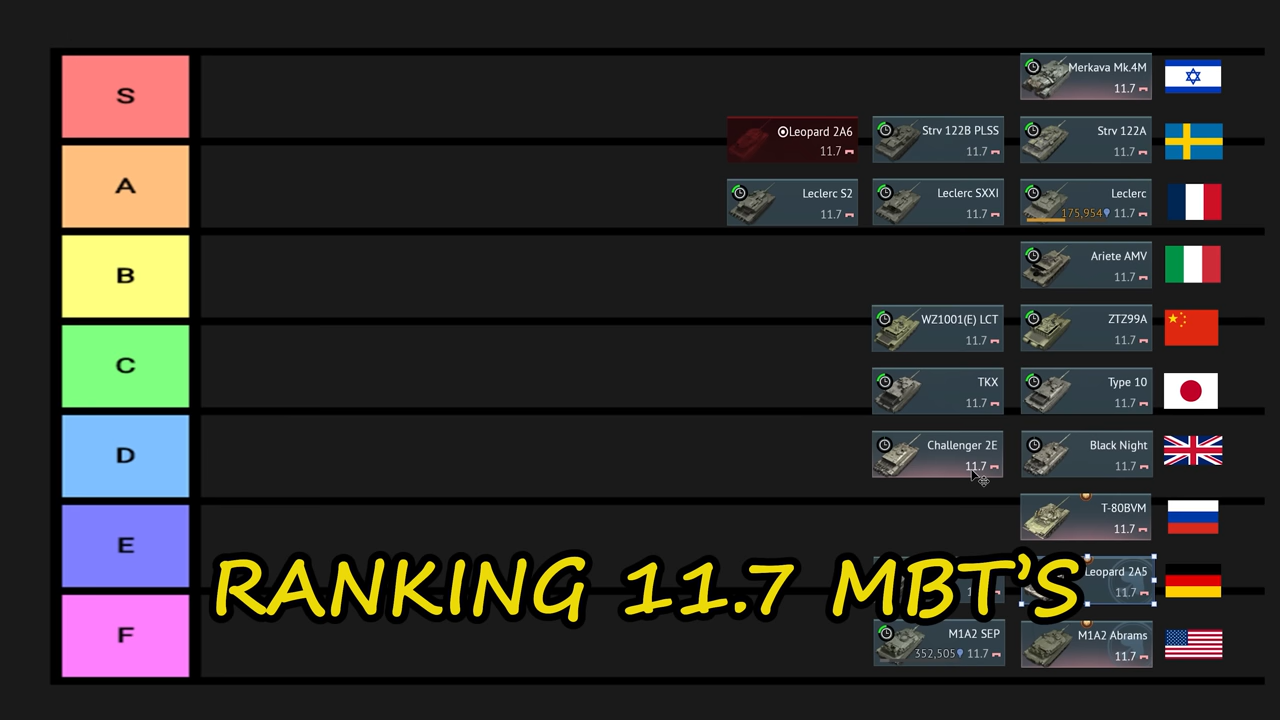 S
Merkava Mk.4M
11.7
Leopard 2A6
11.7
Strv 122B PLSS
11.7
Strv 122A
11.7
A
Leclerc S2
11.7
Leclerc SXXI
11.7
Leclerc
175,954 11.7
B
Ariete AMV
11.7
WZ1001(E) LCT
11.7
ZTZ99A
11.7
C
TKX
11.7
Type 10
11.7
D
Challenger 2E
11.7
Black Night
11.7
E
T-80BVM
11.7
Leopard 2A5
11.7
RANKING 11.7 MBT'S
F
M1A2 SEP
352,505 11.7
M1A2 Abrams
11.7